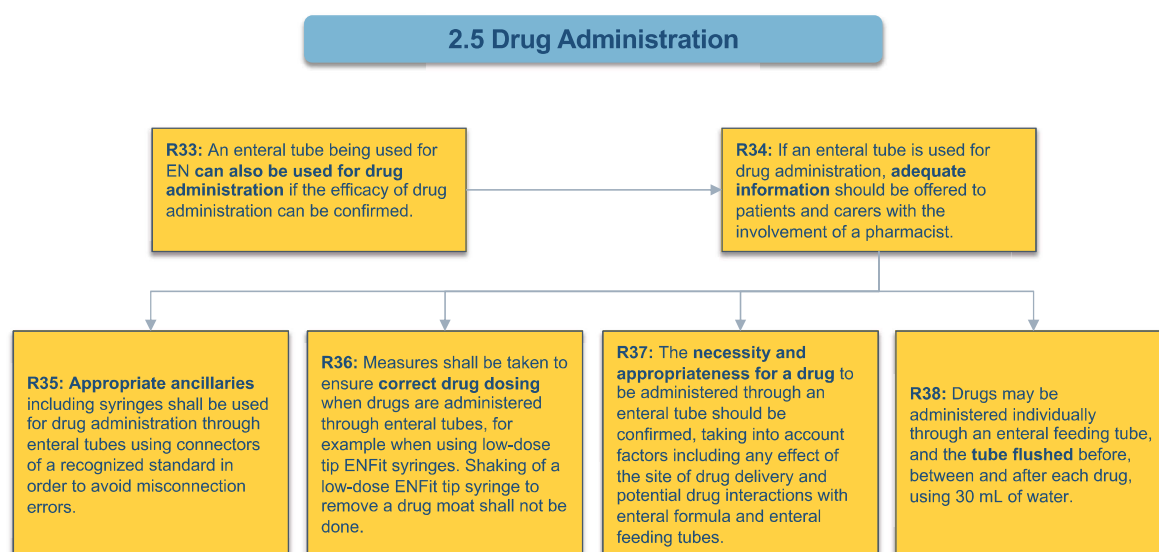 2.5 Drug Administration
R33: An enteral tube being used for
EN can also be used for drug
administration if the efficacy of drug
administration can be confirmed.
R34: If an enteral tube is used for
drug administration, adequate
information should be offered to
patients and carers with the
involvement of a pharmacist.
R35: Appropriate ancillaries
including syringes shall be used
for drug administration through
enteral tubes using connectors
of a recognized standard in
order to avoid misconnection
errors.
R36: Measures shall be taken to
ensure correct drug dosing
when drugs are administered
through enteral tubes, for
example when using low-dose
tip ENFit syringes. Shaking of a
low-dose ENFit tip syringe to
remove a drug moat shall not be
done.
R37: The necessity and
appropriateness for a drug to
be administered through an
enteral tube should be
confirmed, taking into account
factors including any effect of
the site of drug delivery and
potential drug interactions with
enteral formula and enteral
feeding tubes.
R38: Drugs may be
administered individually
through an enteral feeding tube,
and the tube flushed before,
between and after each drug,
using 30 mL of water.